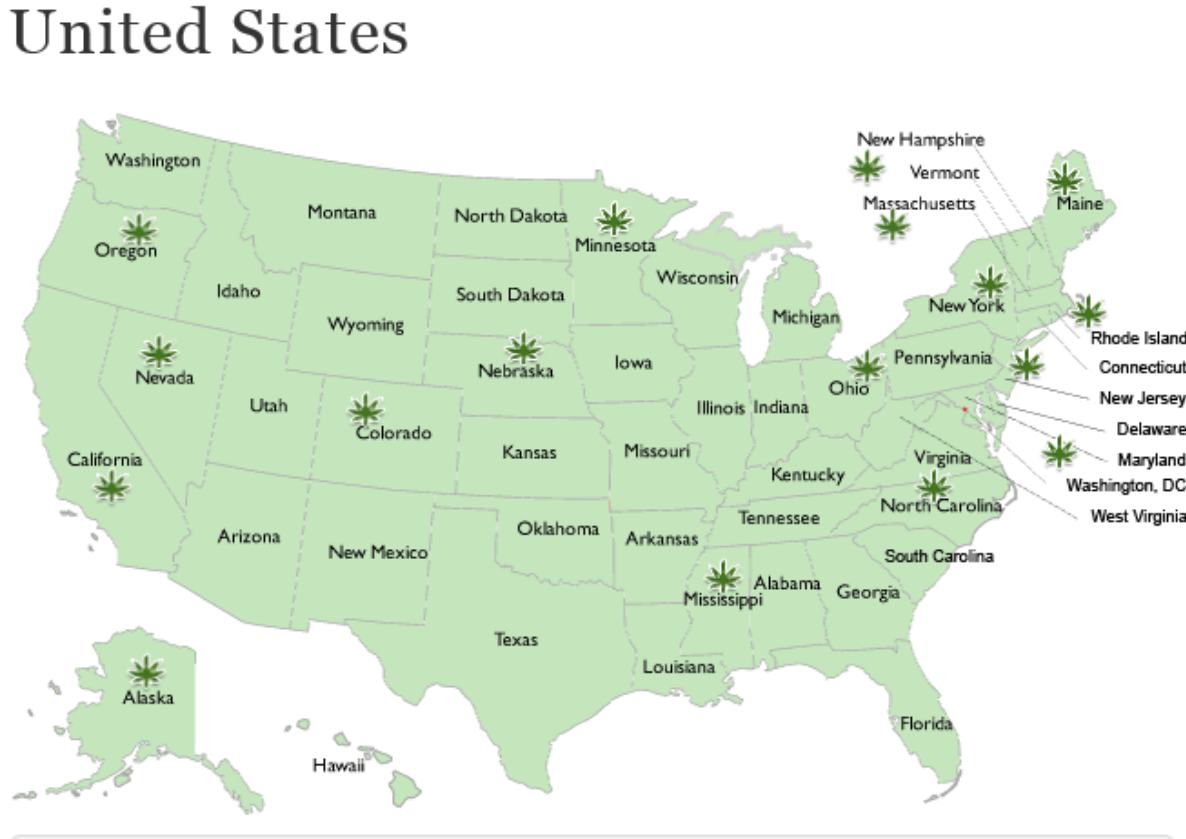 United States
New Hampshire
Washington
Vermont
Massachusetts
Maine
Montana
North Dakota
Minnesota
Oregon
Wisconsin
Idaho
South Dakota
New York
Michigan
Wyoming
Rhode Island
Pennsylvania
Iowa
Connecticut
Nebraska
Nevada
Ohio
New Jersey
Utah
Illinois
Indiana
Colorado
Delaware
Kansas
Missouri
California
Virginia
Maryland
Kentucky
Washington, DC
North Carolina
West Virginia
Tennessee
Oklahoma
Arizona
Arkansas
New Mexico
South Carolina
Alabama
Georgia
Mississippi
Texas
Louisiana
Alaska
Florida
Hawaii